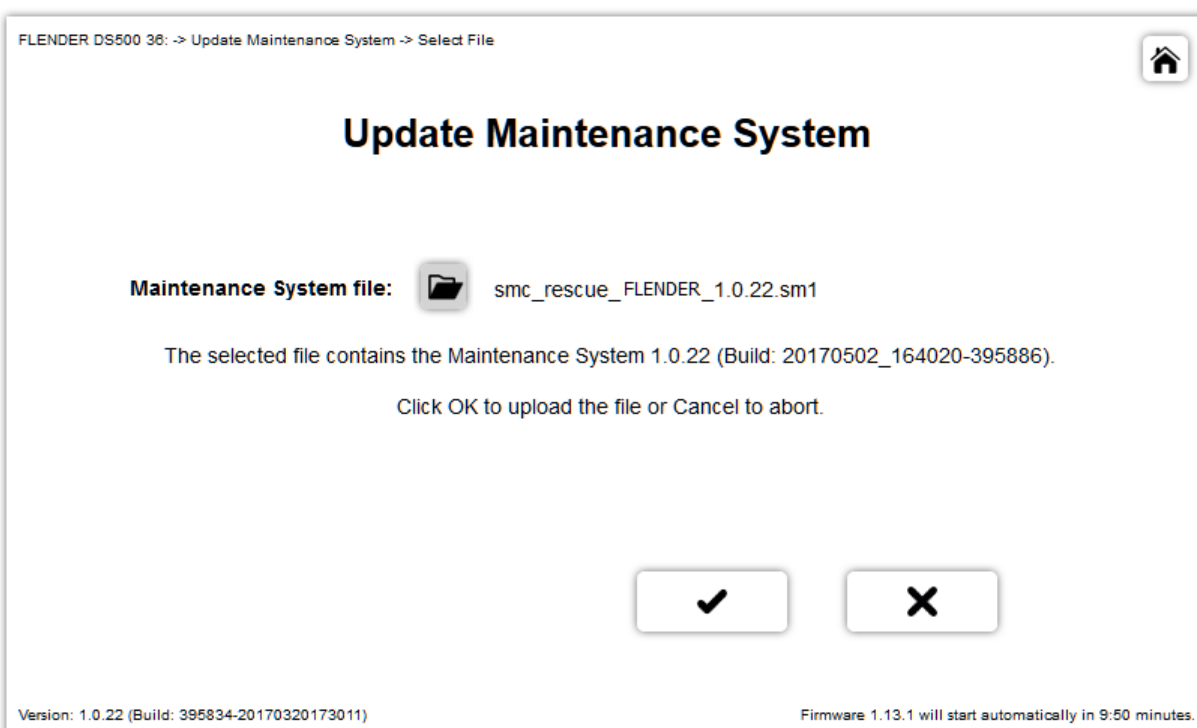 FLENDER DS500 36: -> Update Maintenance System -> Select File
Update Maintenance System
Maintenance System file: smc_rescue_FLENDER_1.0.22.sm1
The selected file contains the Maintenance System 1.0.22 (Build: 20170502_164020-395886).
Click OK to upload the file or Cancel to abort.
Version: 1.0.22 (Build: 395834-20170320173011) Firmware 1.13.1 will start automatically in 9:50 minutes.